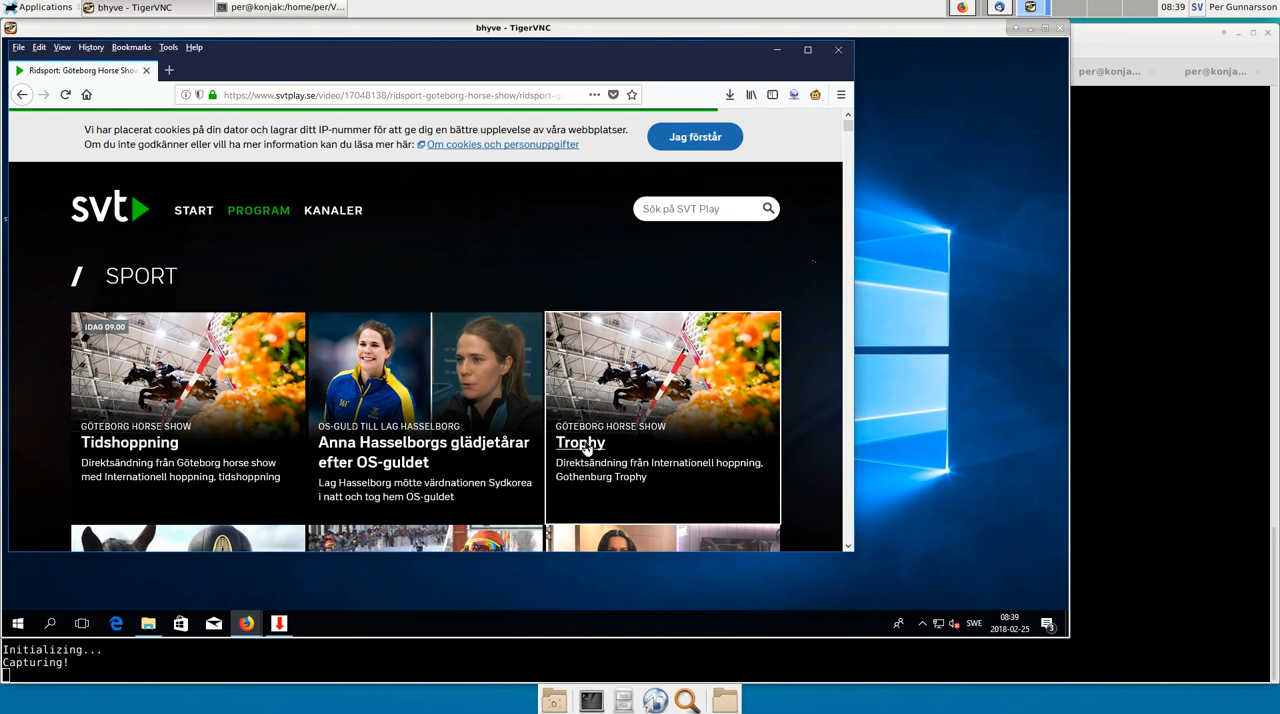 Applications
bhyve - TigerVNC
per@konjak:/home/per/V...
08:39
SV
Per Gunnarsson
bhyve - TigerVNC
File Edit View History Bookmarks Tools Help
Ridsport: Göteborg Horse Show
per@konja...
per@konja...
https://www.svtplay.se/video/17048138/ridsport-goteborg-horse-show/ridsport-g
Vi har placerat cookies på din dator och lagrar ditt IP-nummer för att ge dig en bättre upplevelse av våra webbplatser.
Om du inte godkänner eller vill ha mer information kan du läsa mer här: Om cookies och personuppgifter
Jag förstår
svt
START PROGRAM KANALER
Sök på SVT Play
/ SPORT
IDAG 09.00
GÖTEBORG HORSE SHOW
Tidshoppning
Direktsändning från Göteborg horse show
med Internationell hoppning, tidshoppning
OS-GULD TILL LAG HASSELBORG
Anna Hasselborgs glädjetårar
efter OS-guldet
Lag Hasselborg mötte värdnationen Sydkorea
i natt och tog hem OS-guldet
GÖTEBORG HORSE SHOW
Trophy
Direktsändning från Internationell hoppning,
Gothenburg Trophy
SWE
08:39
2018-02-25
3
Initializing...
Capturing!